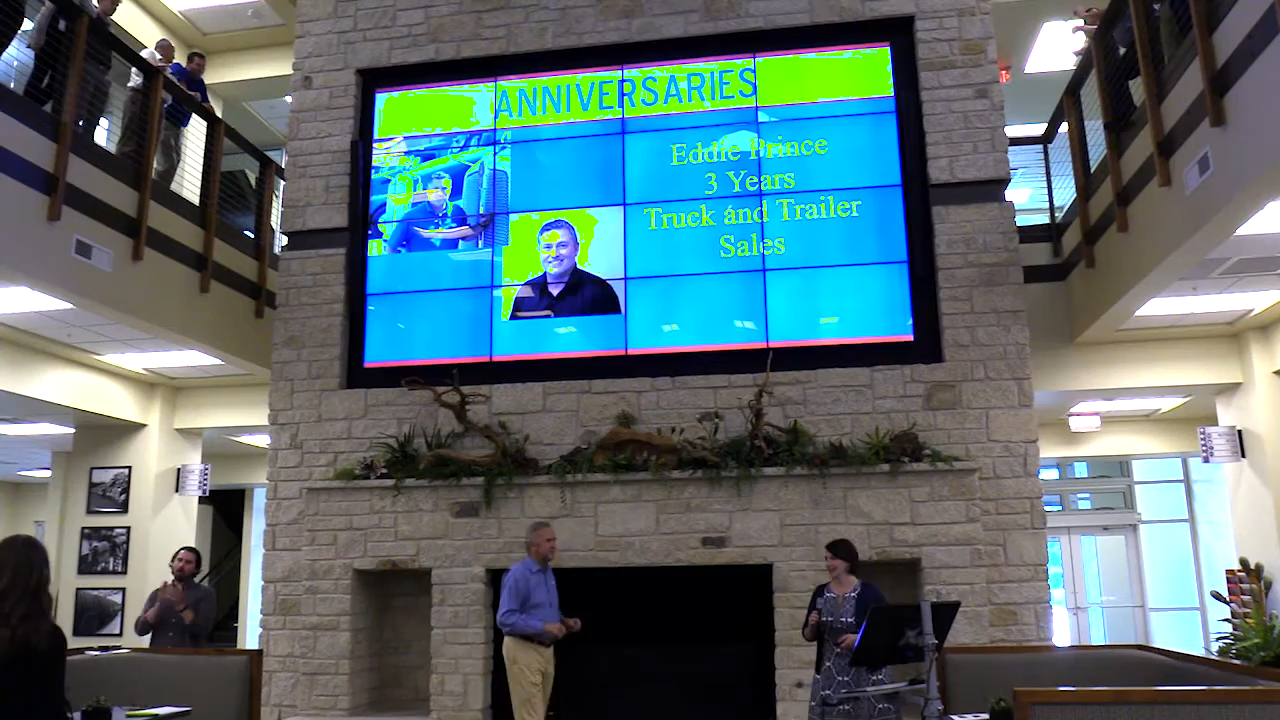 ANNIVERSARIES
Eddie Prince
3 Years
Truck and Trailer
Sales